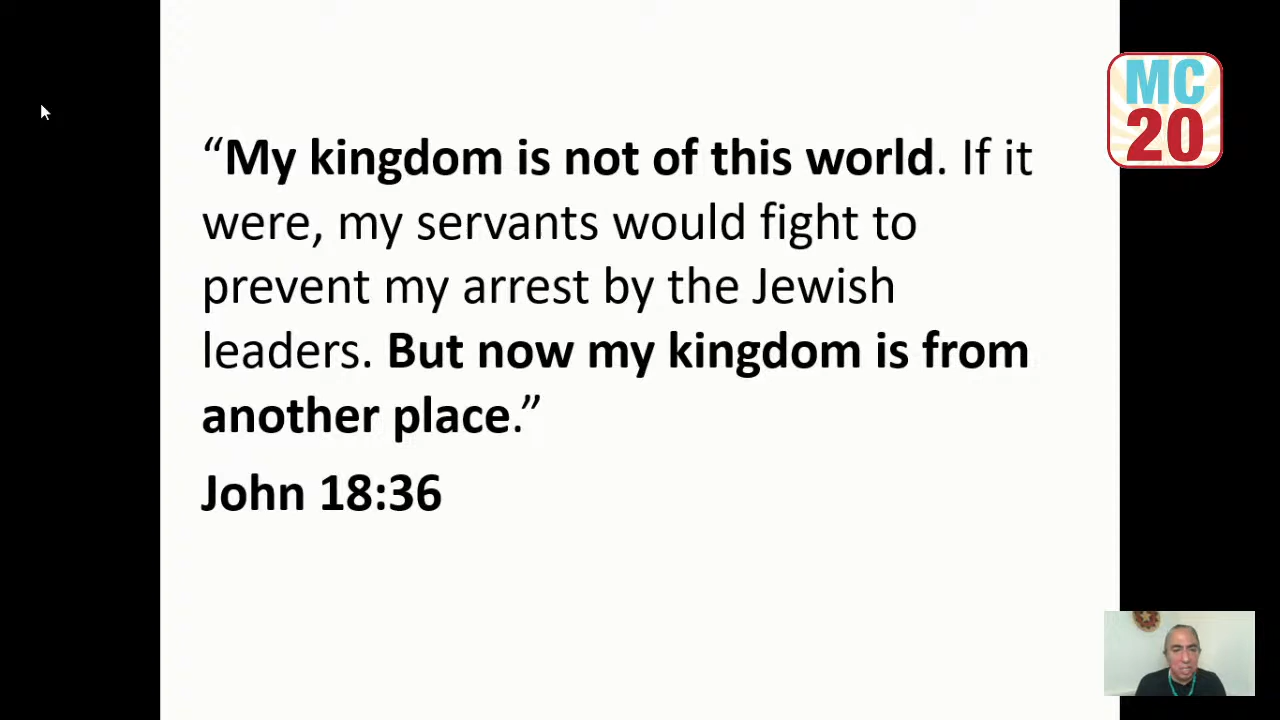 “My kingdom is not of this world. If it
were, my servants would fight to
prevent my arrest by the Jewish
leaders. But now my kingdom is from
another place.”
John 18:36
MC
20